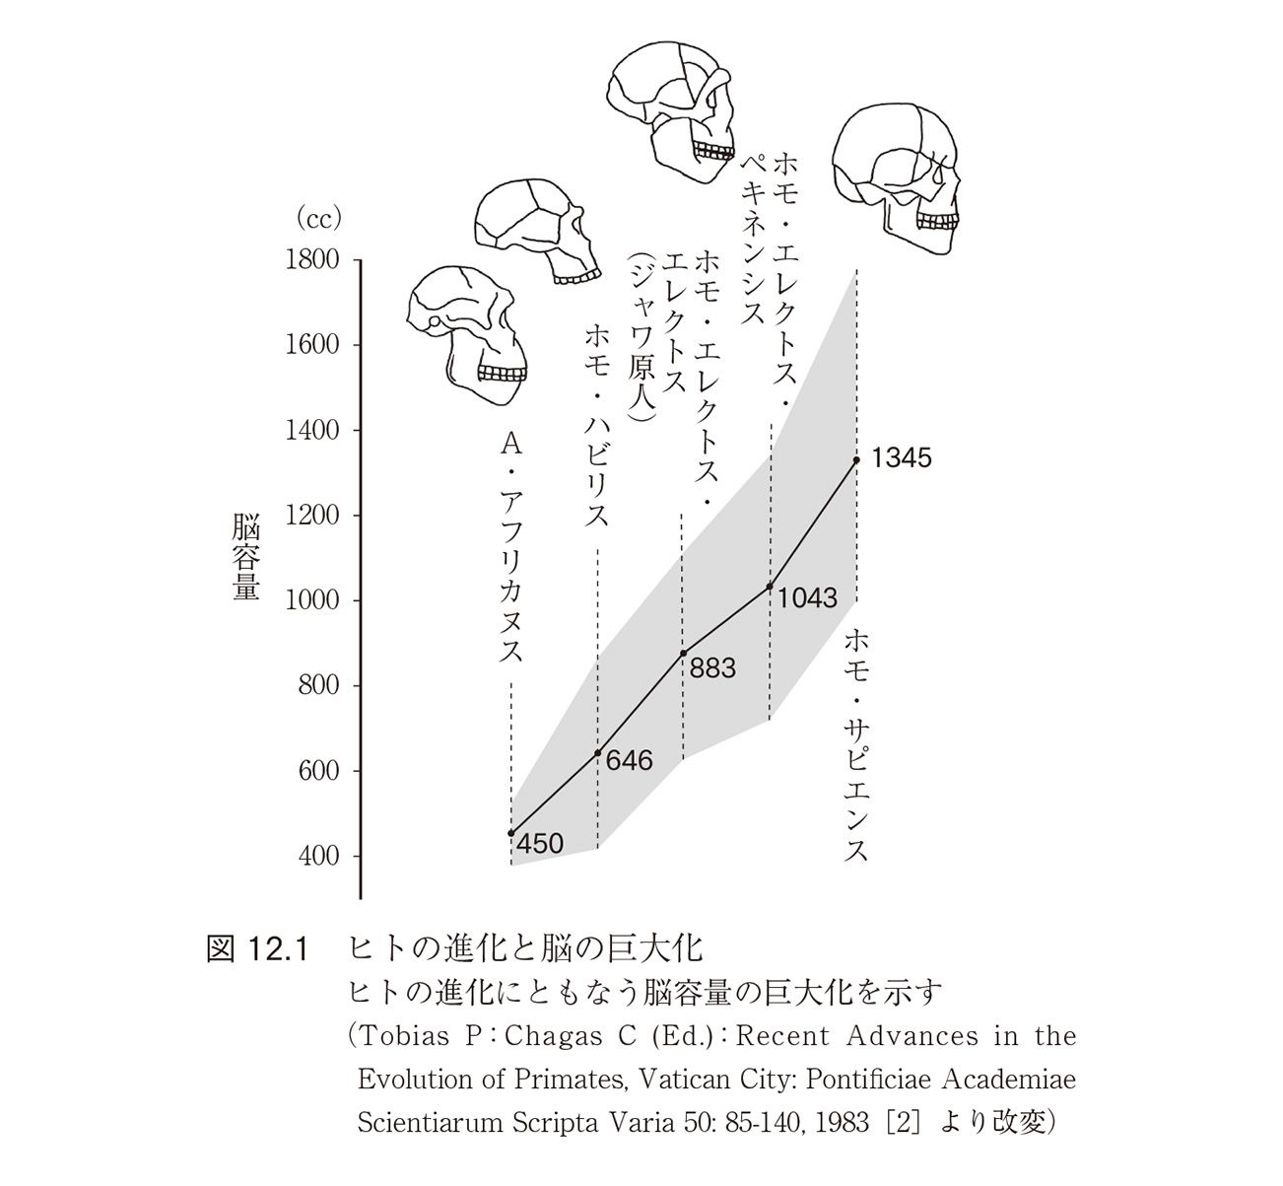 (cc)
1800
1600
1400
1200
1000
800
600
400
脳容量
A・アフリカヌス
ホモ・ハビリス
ホモ・エレクトス・
エレクトス
(ジャワ原人)
ホモ・エレクトス・
ペキネンシス
ホモ・サピエンス
450
646
883
1043
1345
図 12.1 ヒトの進化と脳の巨大化
ヒトの進化にともなう脳容量の巨大化を示す
(Tobias P:Chagas C (Ed.):Recent Advances in the
Evolution of Primates, Vatican City: Pontificiae Academiae
Scientiarum Scripta Varia 50: 85-140, 1983［2］より改変)